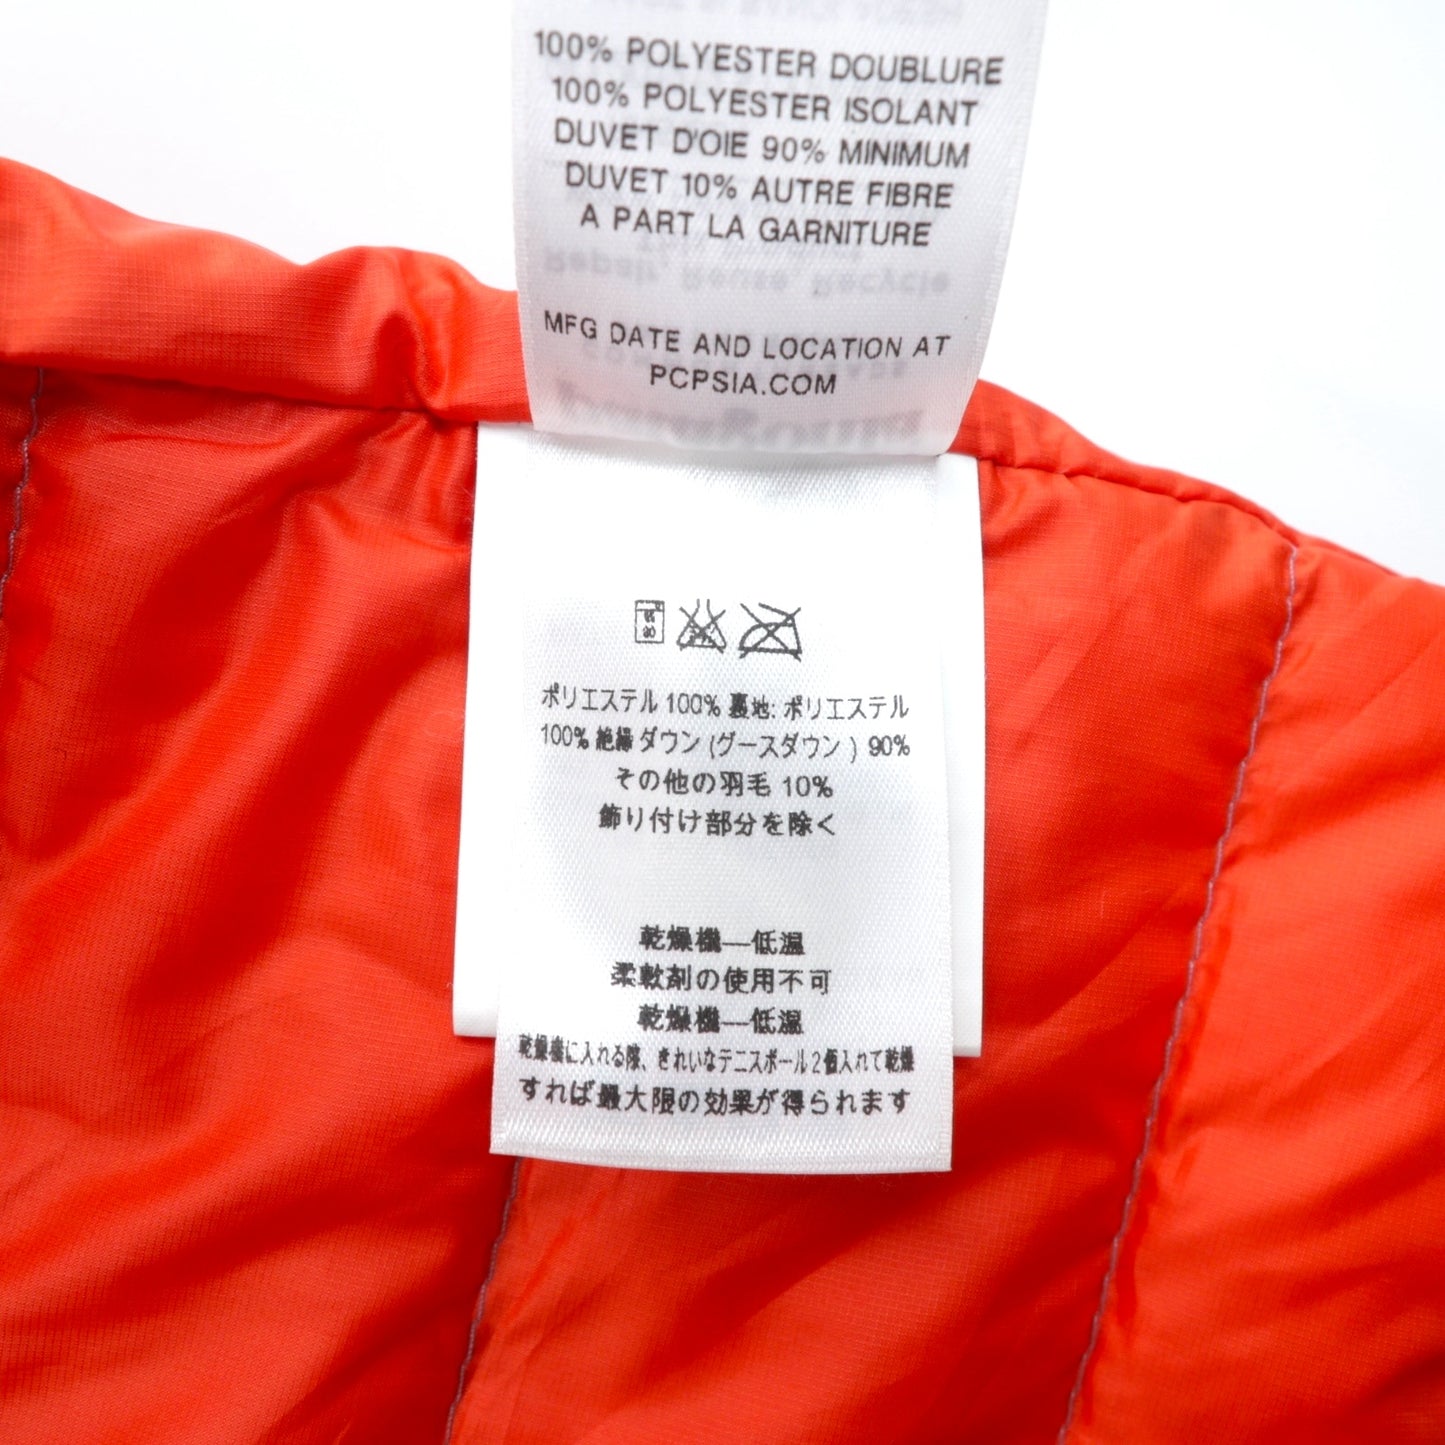 100% POLYESTER DOUBLURE
100% POLYESTER ISOLANT
DUVET D'OIE 90% MINIMUM
DUVET 10% AUTRE FIBRE
A PART LA GARNITURE
MFG DATE AND LOCATION AT
PCPSIA.COM
ポリエステル 100% 裏地: ポリエステル
100% 絶縁 ダウン (グースダウン ) 90%
その他の羽毛 10%
飾り付け部分を除く
乾燥機—低温
柔軟剤の使用不可
乾燥機—低温
乾燥機に入れる際、きれいなテニスボール2個入れて乾燥
すれば最大限の効果が得られます